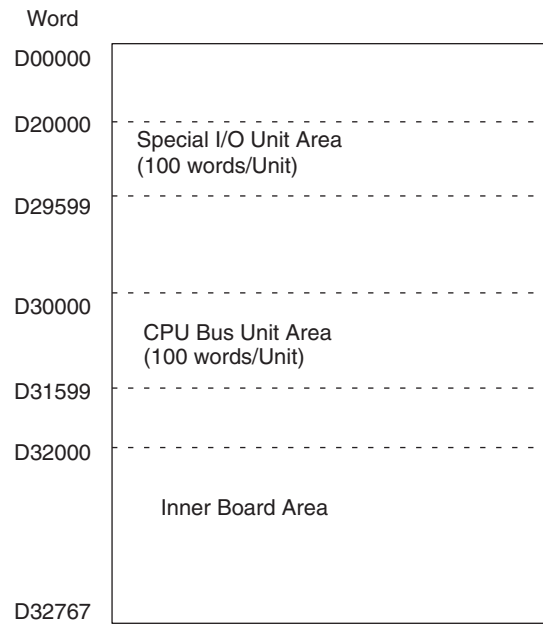 Word
D00000
D20000
Special I/O Unit Area
(100 words/Unit)
D29599
D30000
CPU Bus Unit Area
(100 words/Unit)
D31599
D32000
Inner Board Area
D32767